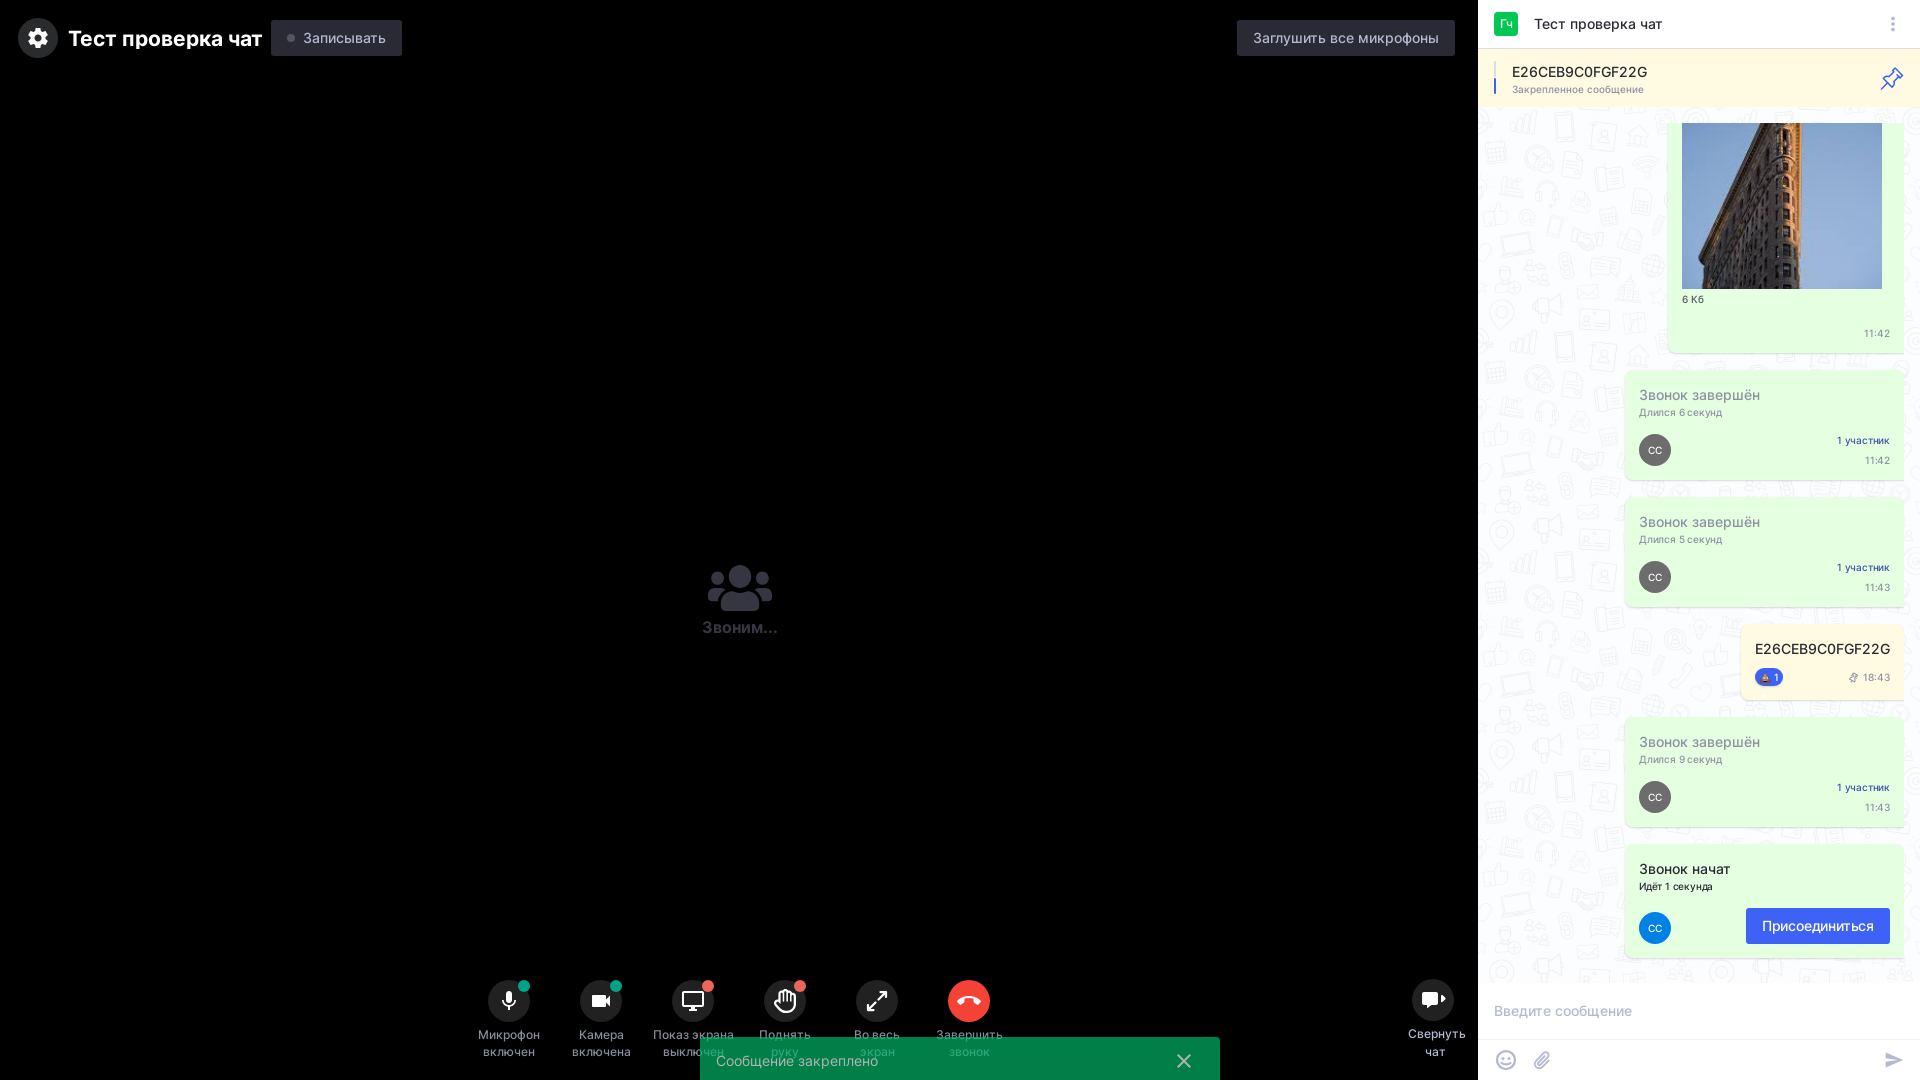 Тест проверка чат
Записывать
Заглушить все микрофоны
Звоним...
Микрофон включен
Камера включена
Показ экрана выключен
Поднять руку
Во весь экран
Завершить звонок
Свернуть чат
Сообщение закреплено
Гч
Тест проверка чат
E26CEB9C0FGF22G
Закрепленное сообщение
6 Кб
11:42
Звонок завершён
Длился 6 секунд
СС
1 участник
11:42
Звонок завершён
Длился 5 секунд
СС
1 участник
11:43
E26CEB9C0FGF22G
1
18:43
Звонок завершён
Длился 9 секунд
СС
1 участник
11:43
Звонок начат
Идёт 1 секунда
СС
Присоединиться
Введите сообщение